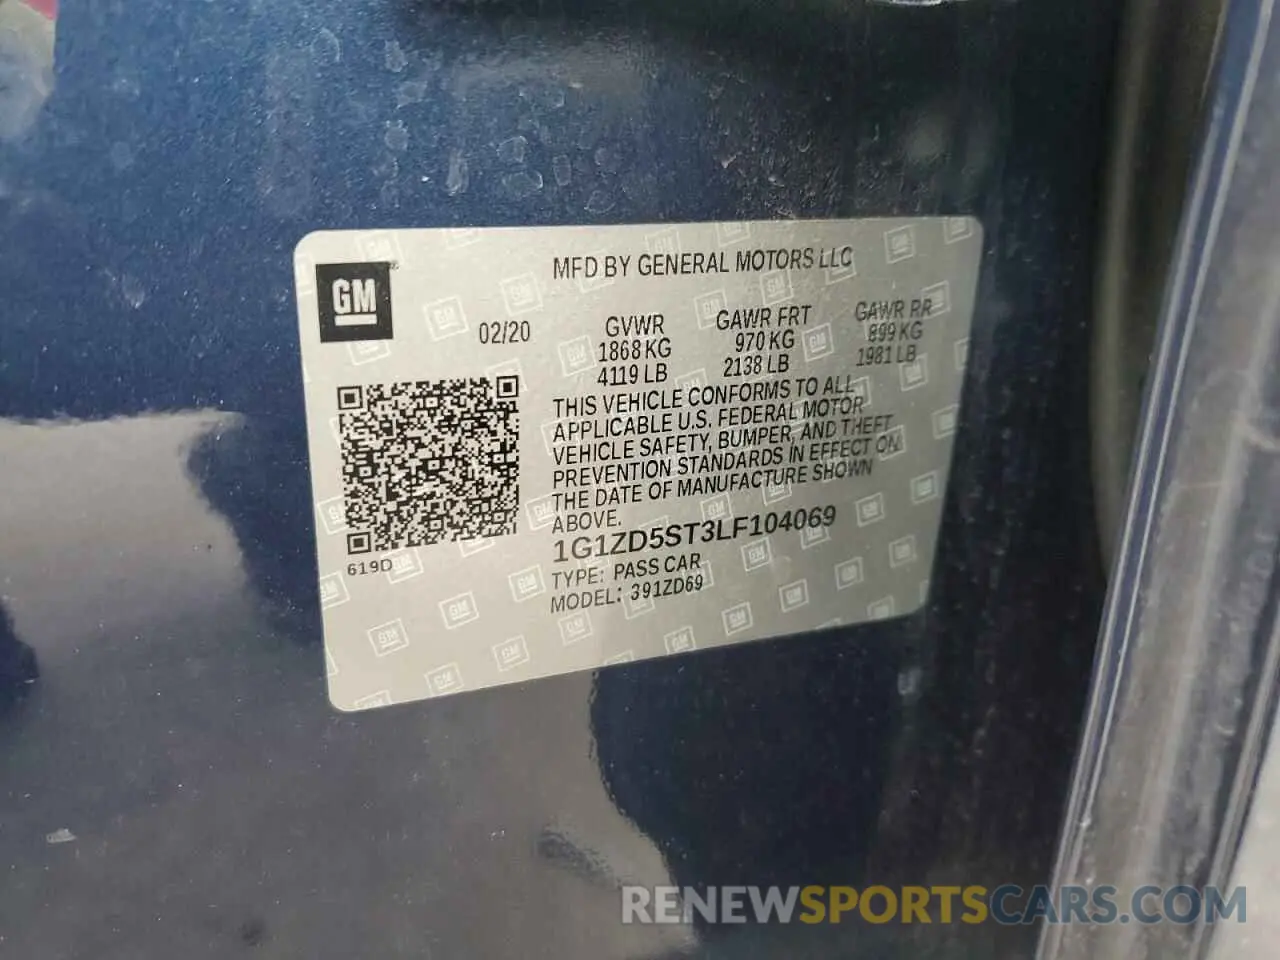 MFD BY GENERAL MOTORS LLC
GM
02/20
GVWR
1868 KG
4119 LB
GAWR FRT
970 KG
2138 LB
GAWR RR
899 KG
1981 LB
THIS VEHICLE CONFORMS TO ALL
APPLICABLE U.S. FEDERAL MOTOR
VEHICLE SAFETY, BUMPER, AND THEFT
PREVENTION STANDARDS IN EFFECT ON
THE DATE OF MANUFACTURE SHOWN
ABOVE.
1G1ZD5ST3LF104069
TYPE: PASS CAR
MODEL: 391ZD69
619D
RENEWSPORTSCARS.COM